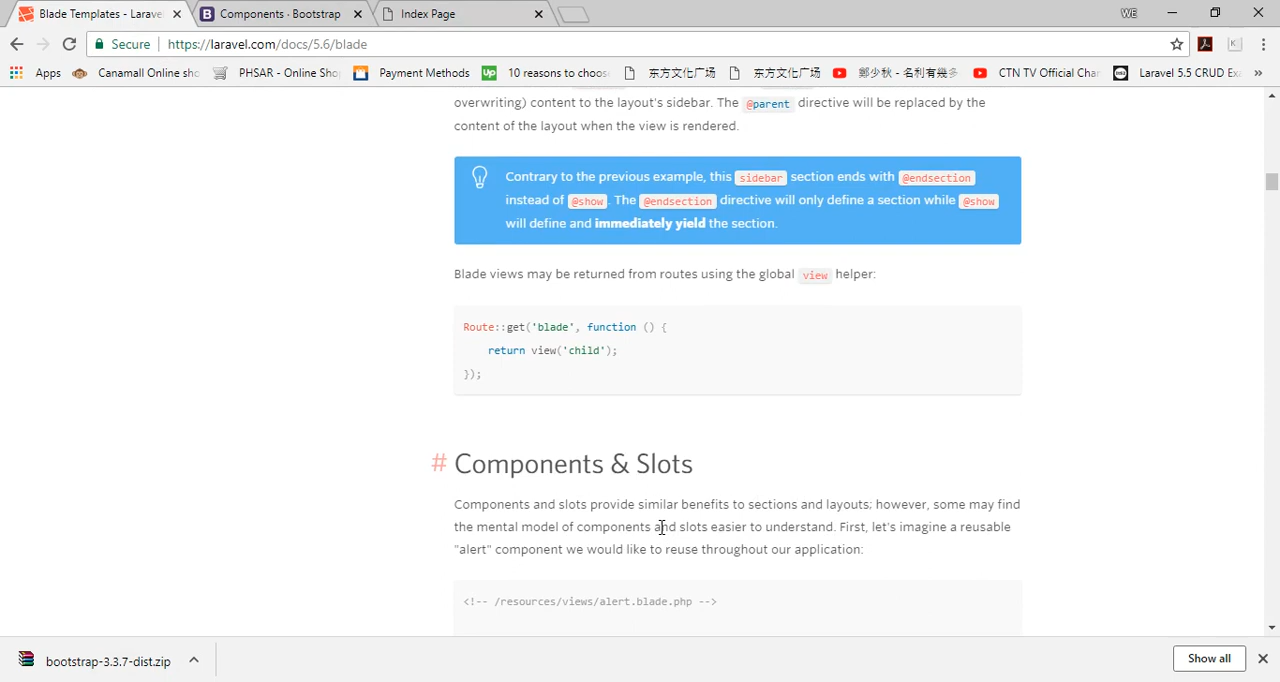 Blade Templates - Larave
Components · Bootstrap
Index Page
WE
Secure
https://laravel.com/docs/5.6/blade
Apps
Canamall Online sho
PHSAR - Online Sho
Payment Methods
Up
10 reasons to choos
东方文化广场
东方文化广场
鄭少秋 - 名利有幾多
CTN TV Official Cha
Laravel 5.5 CRUD Exa
»
overwriting) content to the layout's sidebar. The @parent directive will be replaced by the
content of the layout when the view is rendered.
Contrary to the previous example, this sidebar section ends with @endsection
instead of @show. The @endsection directive will only define a section while @show
will define and immediately yield the section.
Blade views may be returned from routes using the global view helper:
Route::get('blade', function () {
return view('child');
});
# Components & Slots
Components and slots provide similar benefits to sections and layouts; however, some may find
the mental model of components and slots easier to understand. First, let's imagine a reusable
"alert" component we would like to reuse throughout our application:
<!-- /resources/views/alert.blade.php -->
bootstrap-3.3.7-dist.zip
Show all